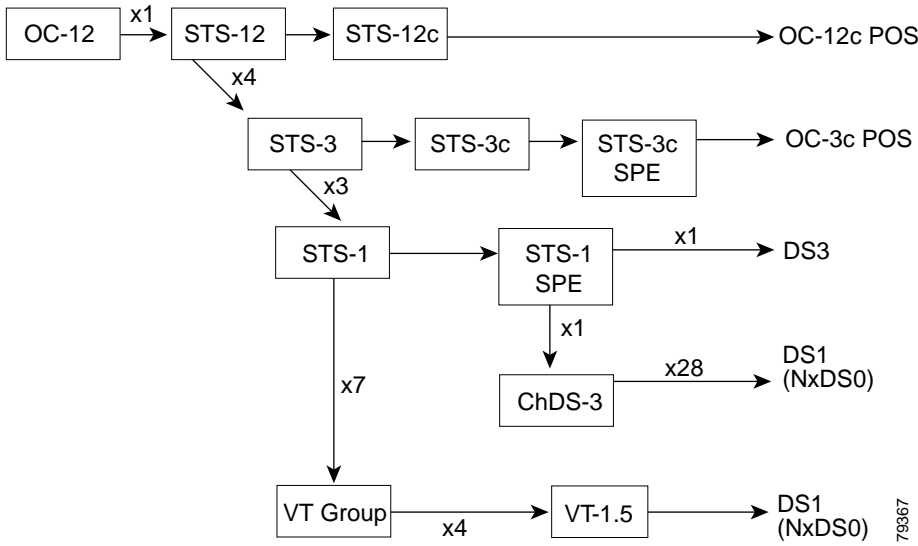 x1
OC-12
STS-12
STS-12c
OC-12c POS
x4
STS-3
STS-3c
STS-3c
SPE
OC-3c POS
x3
STS-1
STS-1
SPE
x1
DS3
x1
x7
ChDS-3
x28
DS1
(NxDS0)
VT Group
x4
VT-1.5
DS1
(NxDS0)
79367